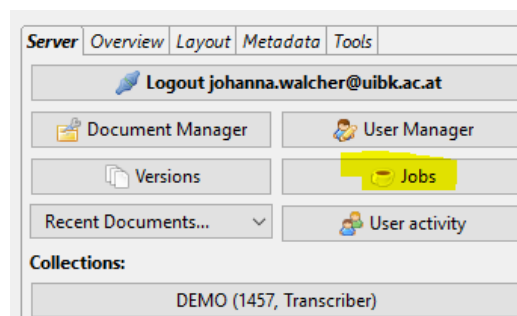 Server Overview Layout Metadata Tools
Logout johanna.walcher@uibk.ac.at
Document Manager User Manager
Versions Jobs
Recent Documents... User activity
Collections:
DEMO (1457, Transcriber)